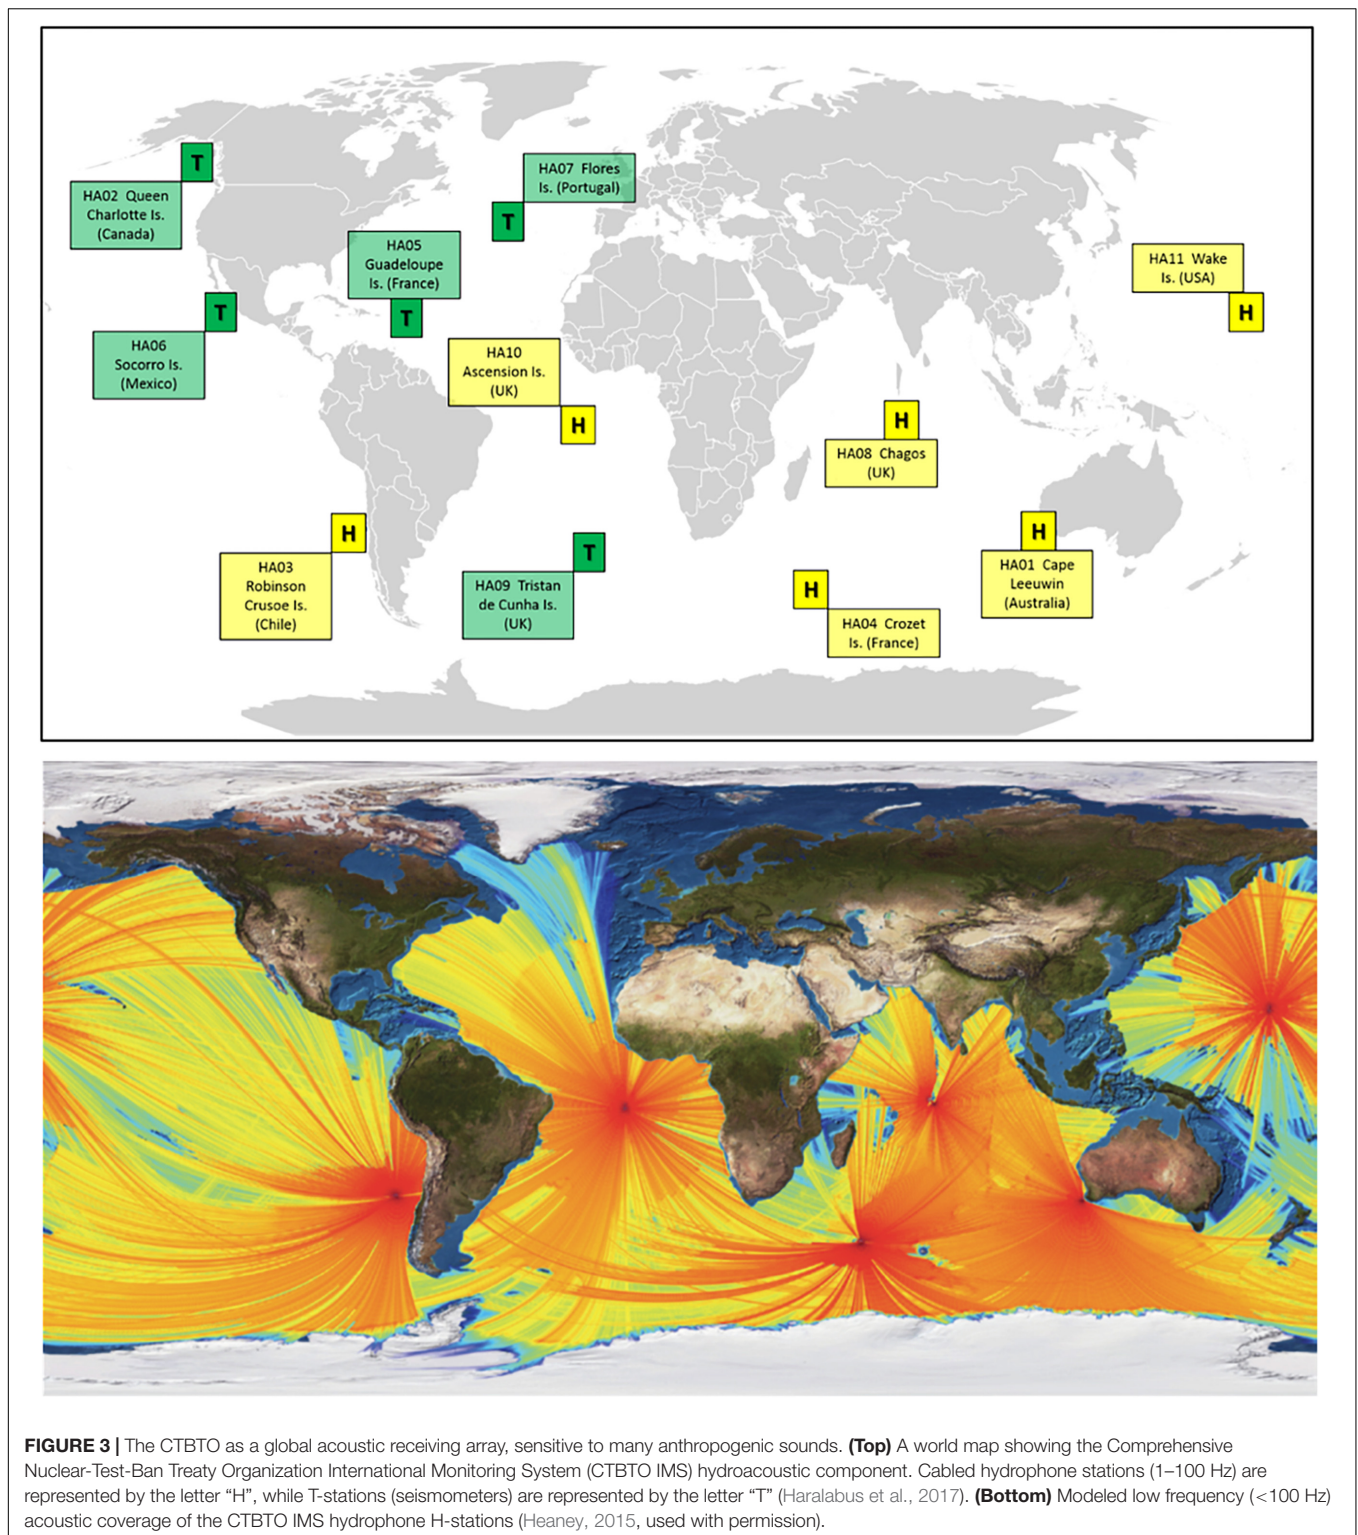 T
HA02 Queen
Charlotte Is.
(Canada)
HA07 Flores
Is. (Portugal)
T
HA05
Guadeloupe
Is. (France)
T
HA11 Wake
Is. (USA)
H
T
HA06
Socorro Is.
(Mexico)
HA10
Ascension Is.
(UK)
H
H
HA08 Chagos
(UK)
H
HA03
Robinson
Crusoe Is.
(Chile)
T
HA09 Tristan
de Cunha Is.
(UK)
H
HA04 Crozet
Is. (France)
H
HA01 Cape
Leeuwin
(Australia)
FIGURE 3 | The CTBTO as a global acoustic receiving array, sensitive to many anthropogenic sounds. (Top) A world map showing the Comprehensive
Nuclear-Test-Ban Treaty Organization International Monitoring System (CTBTO IMS) hydroacoustic component. Cabled hydrophone stations (1–100 Hz) are
represented by the letter “H”, while T-stations (seismometers) are represented by the letter “T” (Haralabus et al., 2017). (Bottom) Modeled low frequency (<100 Hz)
acoustic coverage of the CTBTO IMS hydrophone H-stations (Heaney, 2015, used with permission).